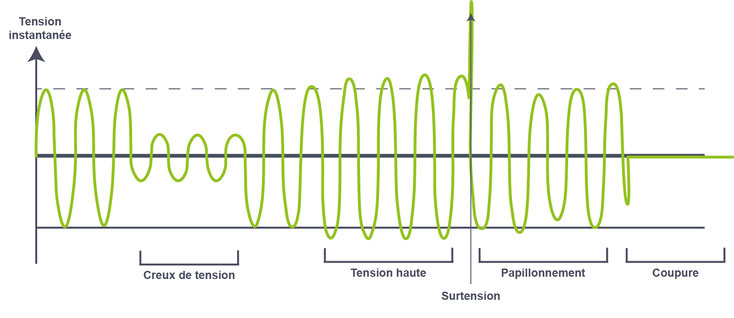 Tension
instantanée
Creux de tension
Tension haute
Papillonnement
Coupure
Surtension